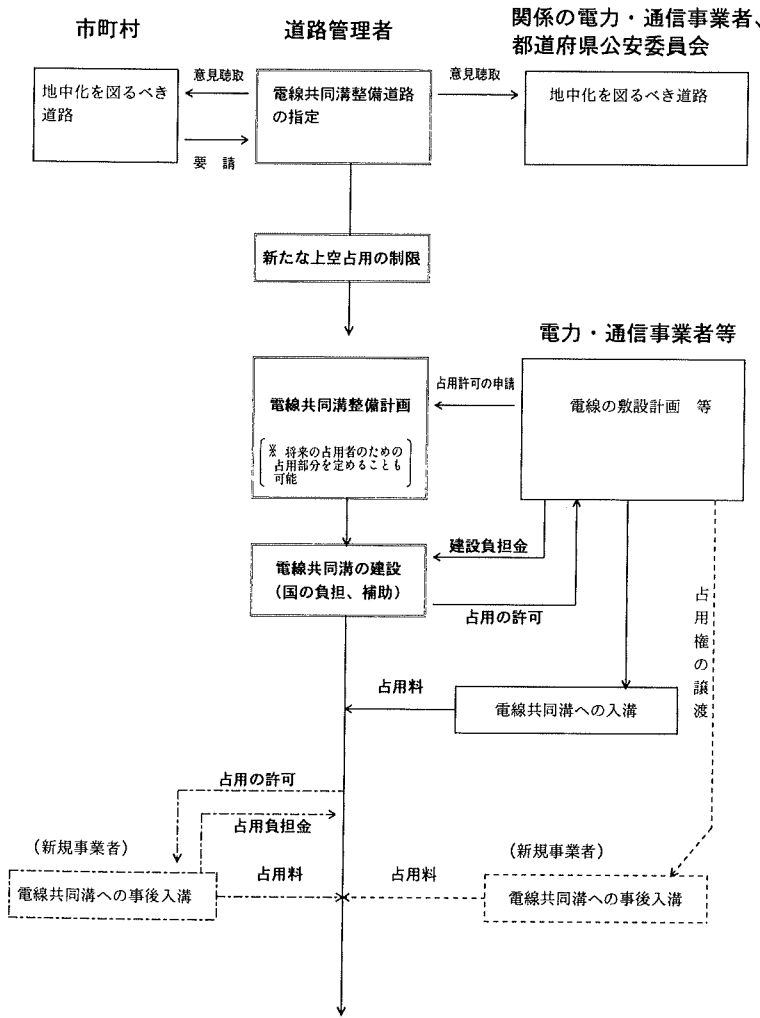 市町村
道路管理者
関係の電力・通信事業者、
都道府県公安委員会
地中化を図るべき
道路
意見聴取
要 請
電線共同溝整備道路
の指定
意見聴取
地中化を図るべき道路
新たな上空占用の制限
電力・通信事業者等
電線共同溝整備計画
※ 将来の占用者のための
占用部分を定めることも
可能
占用許可の申請
電線の敷設計画 等
電線共同溝の建設
(国の負担、補助)
建設負担金
占用の許可
占用権の譲渡
占用料
電線共同溝への入溝
占用の許可
占用負担金
(新規事業者)
電線共同溝への事後入溝
占用料
占用料
(新規事業者)
電線共同溝への事後入溝